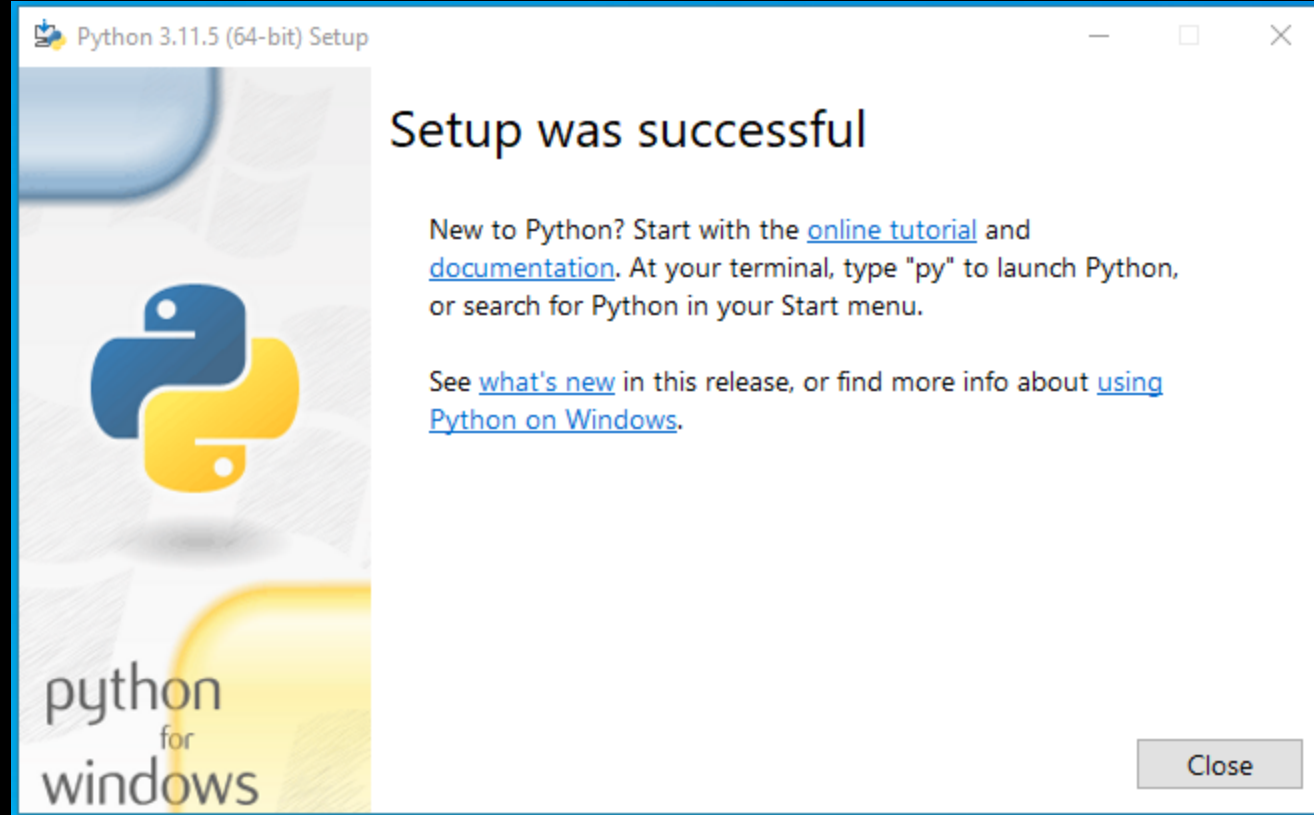 Python 3.11.5 (64-bit) Setup
Setup was successful
New to Python? Start with the online tutorial and
documentation. At your terminal, type "py" to launch Python,
or search for Python in your Start menu.
See what's new in this release, or find more info about using
Python on Windows.
python
for
windows
Close